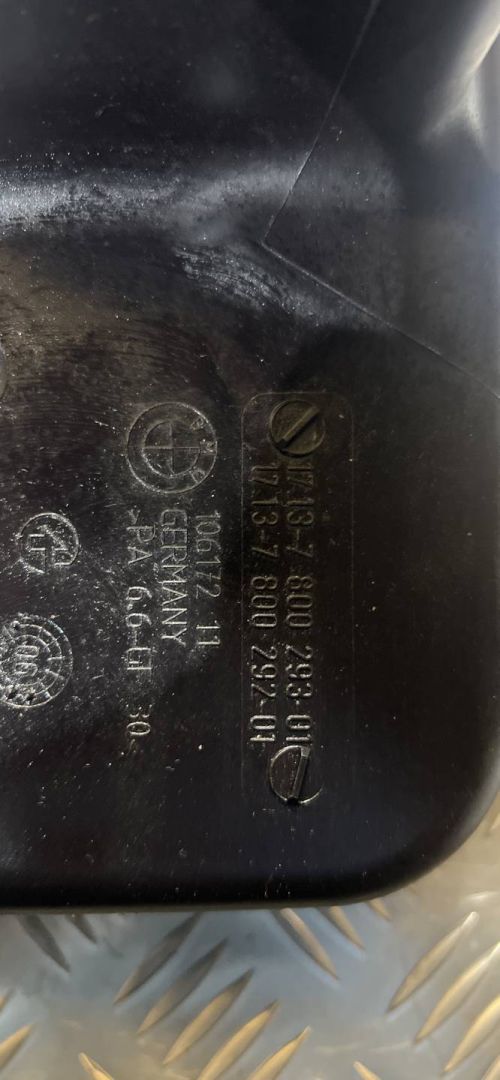 17.13-7 800 293-01
17.13-7 800 292-01
BMW
106172 11
GERMANY
>PA 6.6-GF 30<